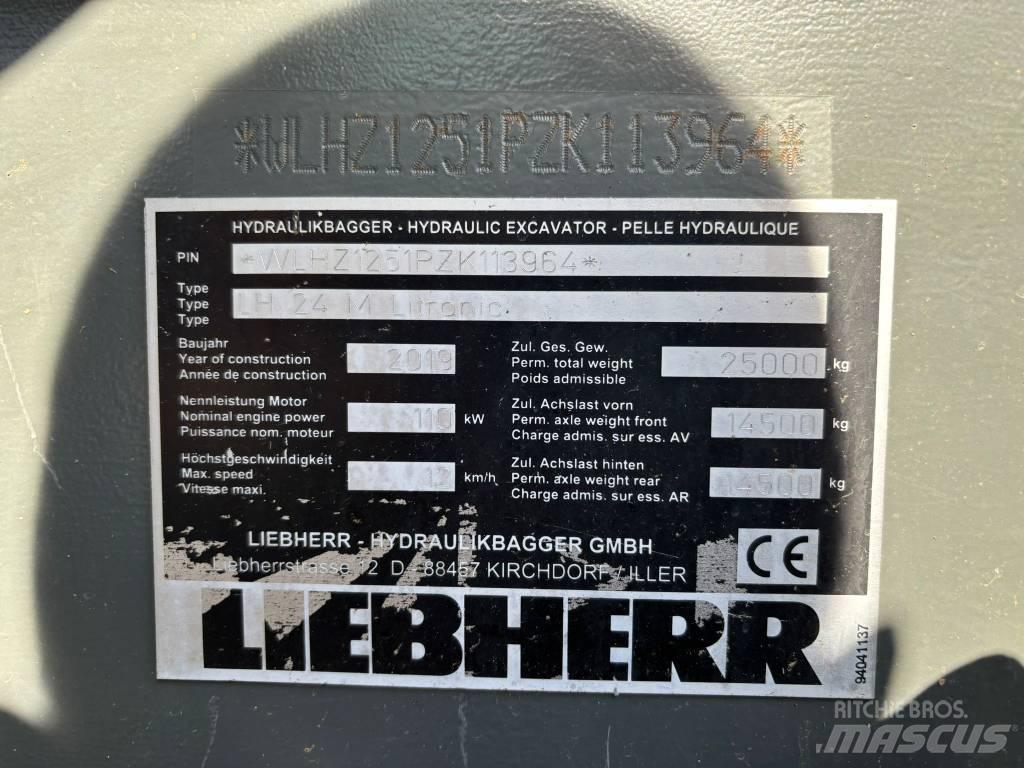 *WLHZ1251PZK113964*
HYDRAULIKBAGGER - HYDRAULIC EXCAVATOR - PELLE HYDRAULIQUE
PIN *WLHZ1251PZK113964*
Type
Type LH 24 M Litronic
Type
Baujahr
Year of construction 2019
Année de construction
Zul. Ges. Gew.
Perm. total weight 25000 kg
Poids admissible
Nennleistung Motor
Nominal engine power 110 kW
Puissance nom. moteur
Zul. Achslast vorn
Perm. axle weight front 14500 kg
Charge admis. sur ess. AV
Höchstgeschwindigkeit
Max. speed km/h
Vitesse maxi.
Zul. Achslast hinten
Perm. axle weight rear 14500 kg
Charge admis. sur ess. AR
LIEBHERR - HYDRAULIKBAGGER GMBH
Liebherrstrasse 12 D - 88457 KIRCHDORF / ILLER
CE
LIEBHERR
94041137
RITCHIE BROS.
MASCUS